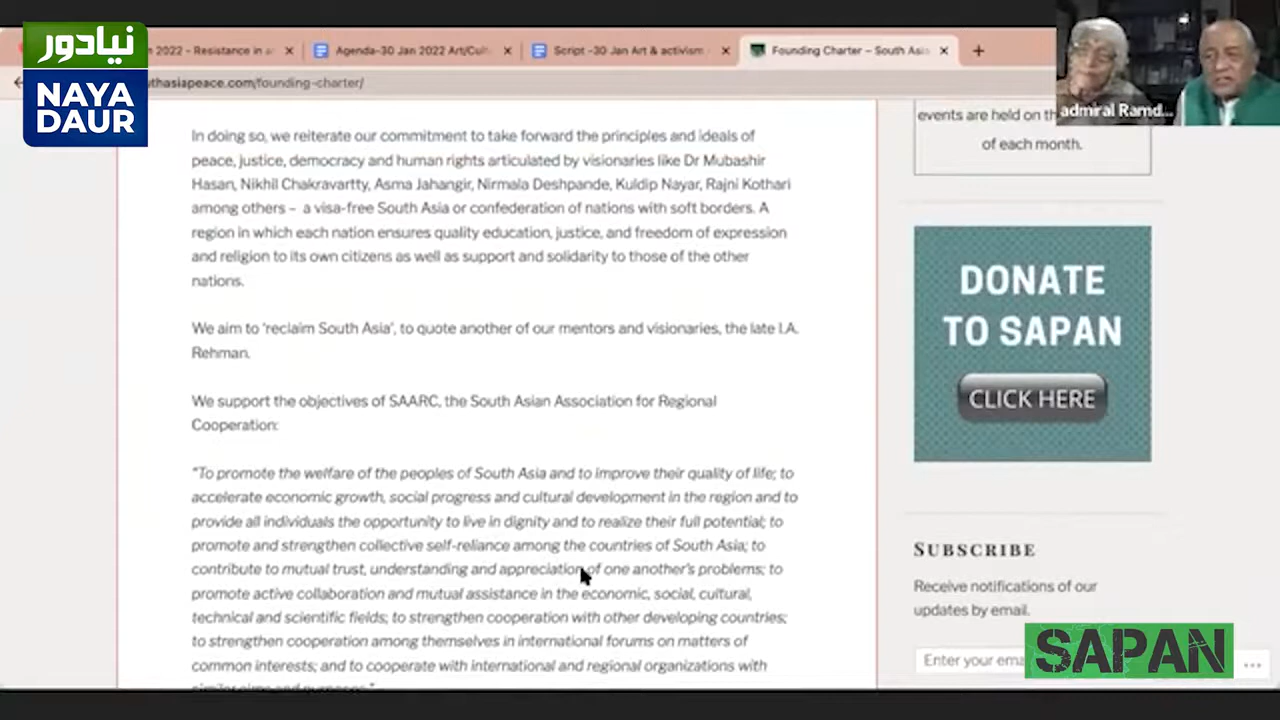 نیادور
NAYA
DAUR
2022 - Resistance in a
Agenda-30 Jan 2022 Art/Cult
Script -30 Jan Art & activism
Founding Charter – South Asia
uthasiapeace.com/founding-charter/
admiral Ramd...
In doing so, we reiterate our commitment to take forward the principles and ideals of
peace, justice, democracy and human rights articulated by visionaries like Dr Mubashir
Hasan, Nikhil Chakravartty, Asma Jahangir, Nirmala Deshpande, Kuldip Nayar, Rajni Kothari
among others – a visa-free South Asia or confederation of nations with soft borders. A
region in which each nation ensures quality education, justice, and freedom of expression
and religion to its own citizens as well as support and solidarity to those of the other
nations.
We aim to ‘reclaim South Asia’, to quote another of our mentors and visionaries, the late I.A.
Rehman.
We support the objectives of SAARC, the South Asian Association for Regional
Cooperation:
“To promote the welfare of the peoples of South Asia and to improve their quality of life; to
accelerate economic growth, social progress and cultural development in the region and to
provide all individuals the opportunity to live in dignity and to realize their full potential; to
promote and strengthen collective self-reliance among the countries of South Asia; to
contribute to mutual trust, understanding and appreciation of one another's problems; to
promote active collaboration and mutual assistance in the economic, social, cultural,
technical and scientific fields; to strengthen cooperation with other developing countries;
to strengthen cooperation among themselves in international forums on matters of
common interests; and to cooperate with international and regional organizations with
similar aims and purposes.”
events are held on th
of each month.
DONATE
TO SAPAN
CLICK HERE
SUBSCRIBE
Receive notifications of our
updates by email.
Enter your ema
SAPAN